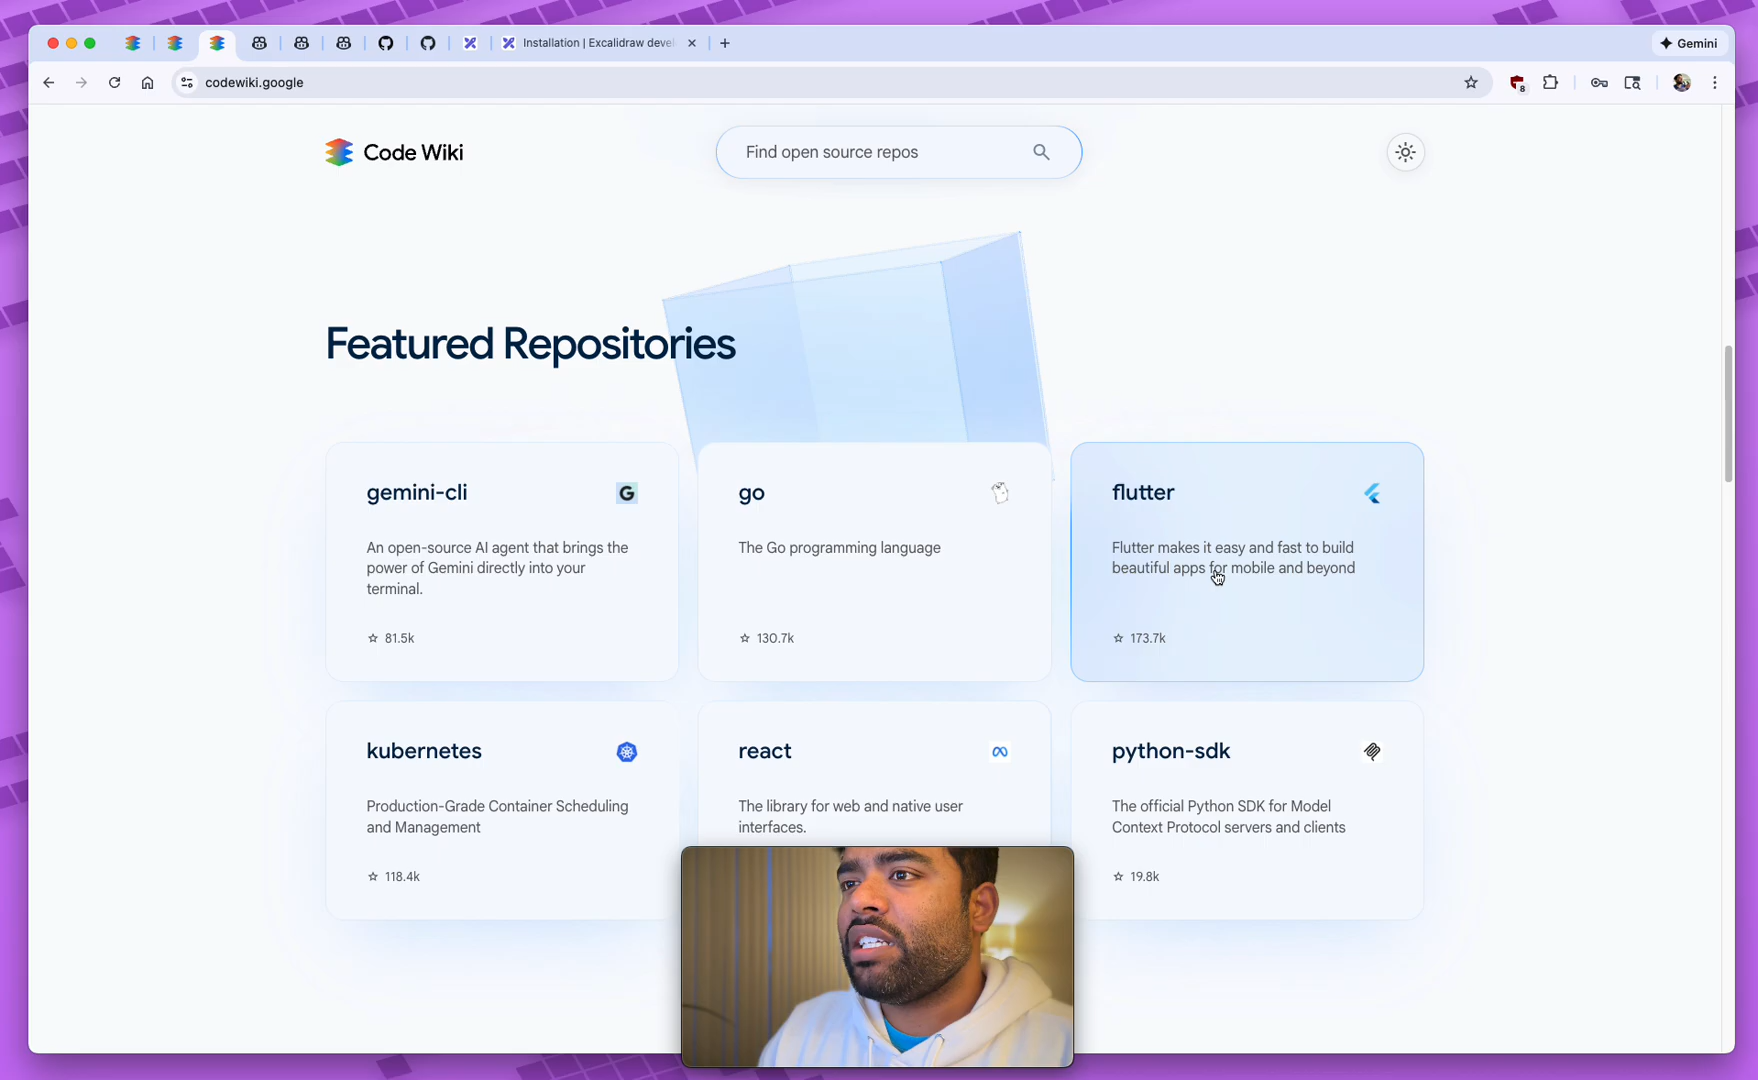 Installation | Excalidraw devel
Gemini
codewiki.google
8
Code Wiki
Find open source repos
Featured Repositories
gemini-cli
G
An open-source AI agent that brings the
power of Gemini directly into your
terminal.
81.5k
go
The Go programming language
130.7k
flutter
Flutter makes it easy and fast to build
beautiful apps for mobile and beyond
173.7k
kubernetes
Production-Grade Container Scheduling
and Management
118.4k
react
The library for web and native user
interfaces.
python-sdk
The official Python SDK for Model
Context Protocol servers and clients
19.8k